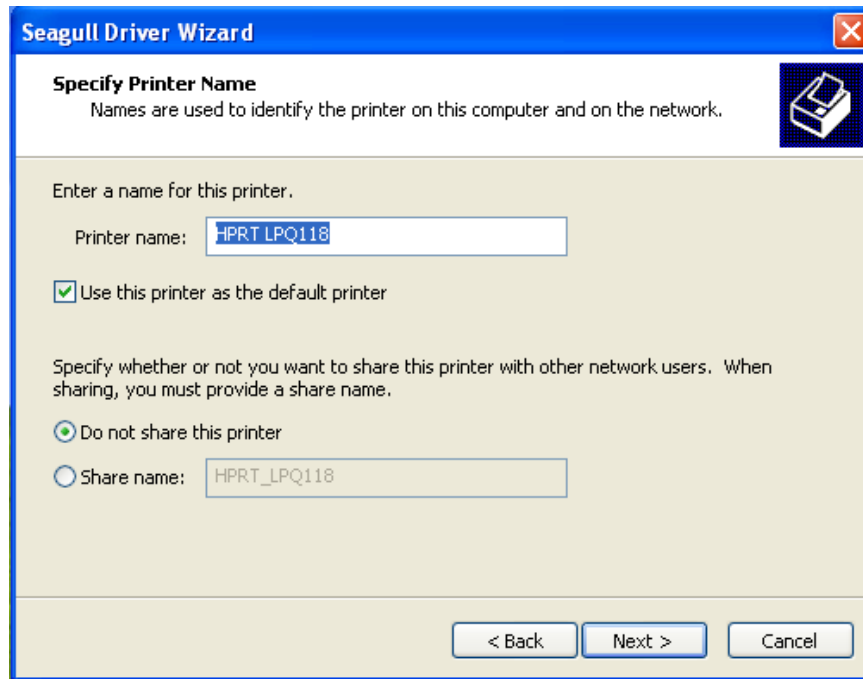 Seagull Driver Wizard
Specify Printer Name
Names are used to identify the printer on this computer and on the network.
Enter a name for this printer.
Printer name: HPRT LPQ118
Use this printer as the default printer
Specify whether or not you want to share this printer with other network users.  When
sharing, you must provide a share name.
Do not share this printer
Share name: HPRT_LPQ118
< Back Next > Cancel